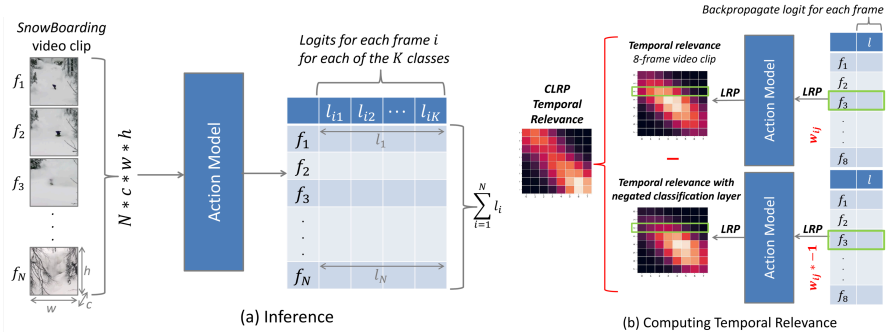 SnowBoarding
video clip
f1
f2
f3
.
.
.
fN
h
w
c
N * c * w * h
Action Model
Logits for each frame i
for each of the K classes
li1 li2 ⋯ liK
f1 l1
f2
f3
.
.
.
fN lN
N
∑ li
i=1
(a) Inference
Backpropagate logit for each frame
CLRP
Temporal
Relevance
Temporal relevance
8-frame video clip
LRP
Action Model
LRP
wij
l
f1
f2
f3
.
.
.
f8
−
Temporal relevance with
negated classification layer
LRP
Action Model
LRP
wij * −1
l
f1
f2
f3
.
.
.
f8
(b) Computing Temporal Relevance